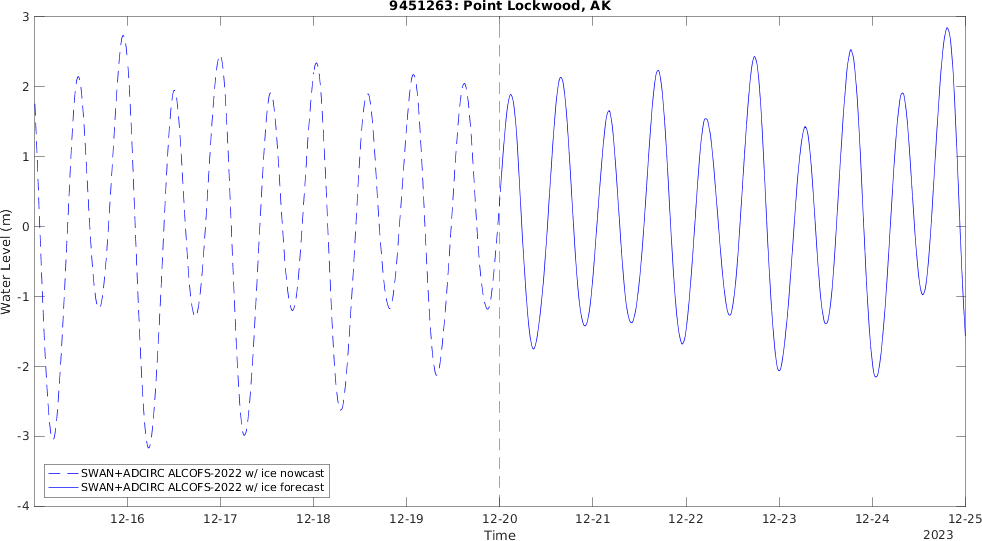 9451263: Point Lockwood, AK
3
2
1
0
-1
-2
-3
-4
Water Level (m)
SWAN+ADCIRC ALCOFS-2022 w/ ice nowcast
SWAN+ADCIRC ALCOFS-2022 w/ ice forecast
12-16 12-17 12-18 12-19 12-20 12-21 12-22 12-23 12-24 12-25
Time
2023